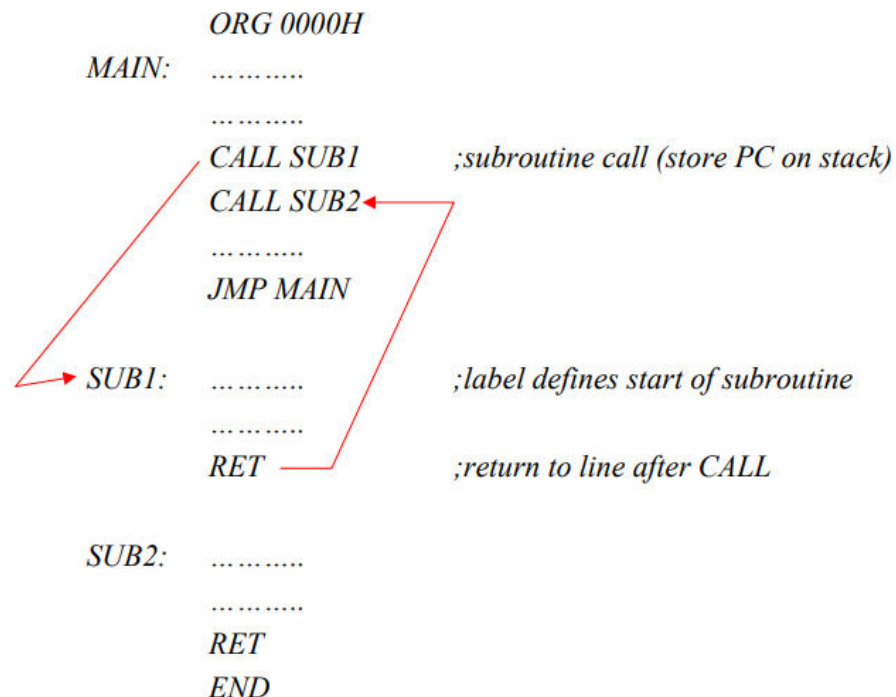 ORG 0000H
MAIN: ………..
………..
CALL SUB1 ;subroutine call (store PC on stack)
CALL SUB2
………..
JMP MAIN
SUB1: ……….. ;label defines start of subroutine
………..
RET ;return to line after CALL
SUB2: ………..
………..
RET
END